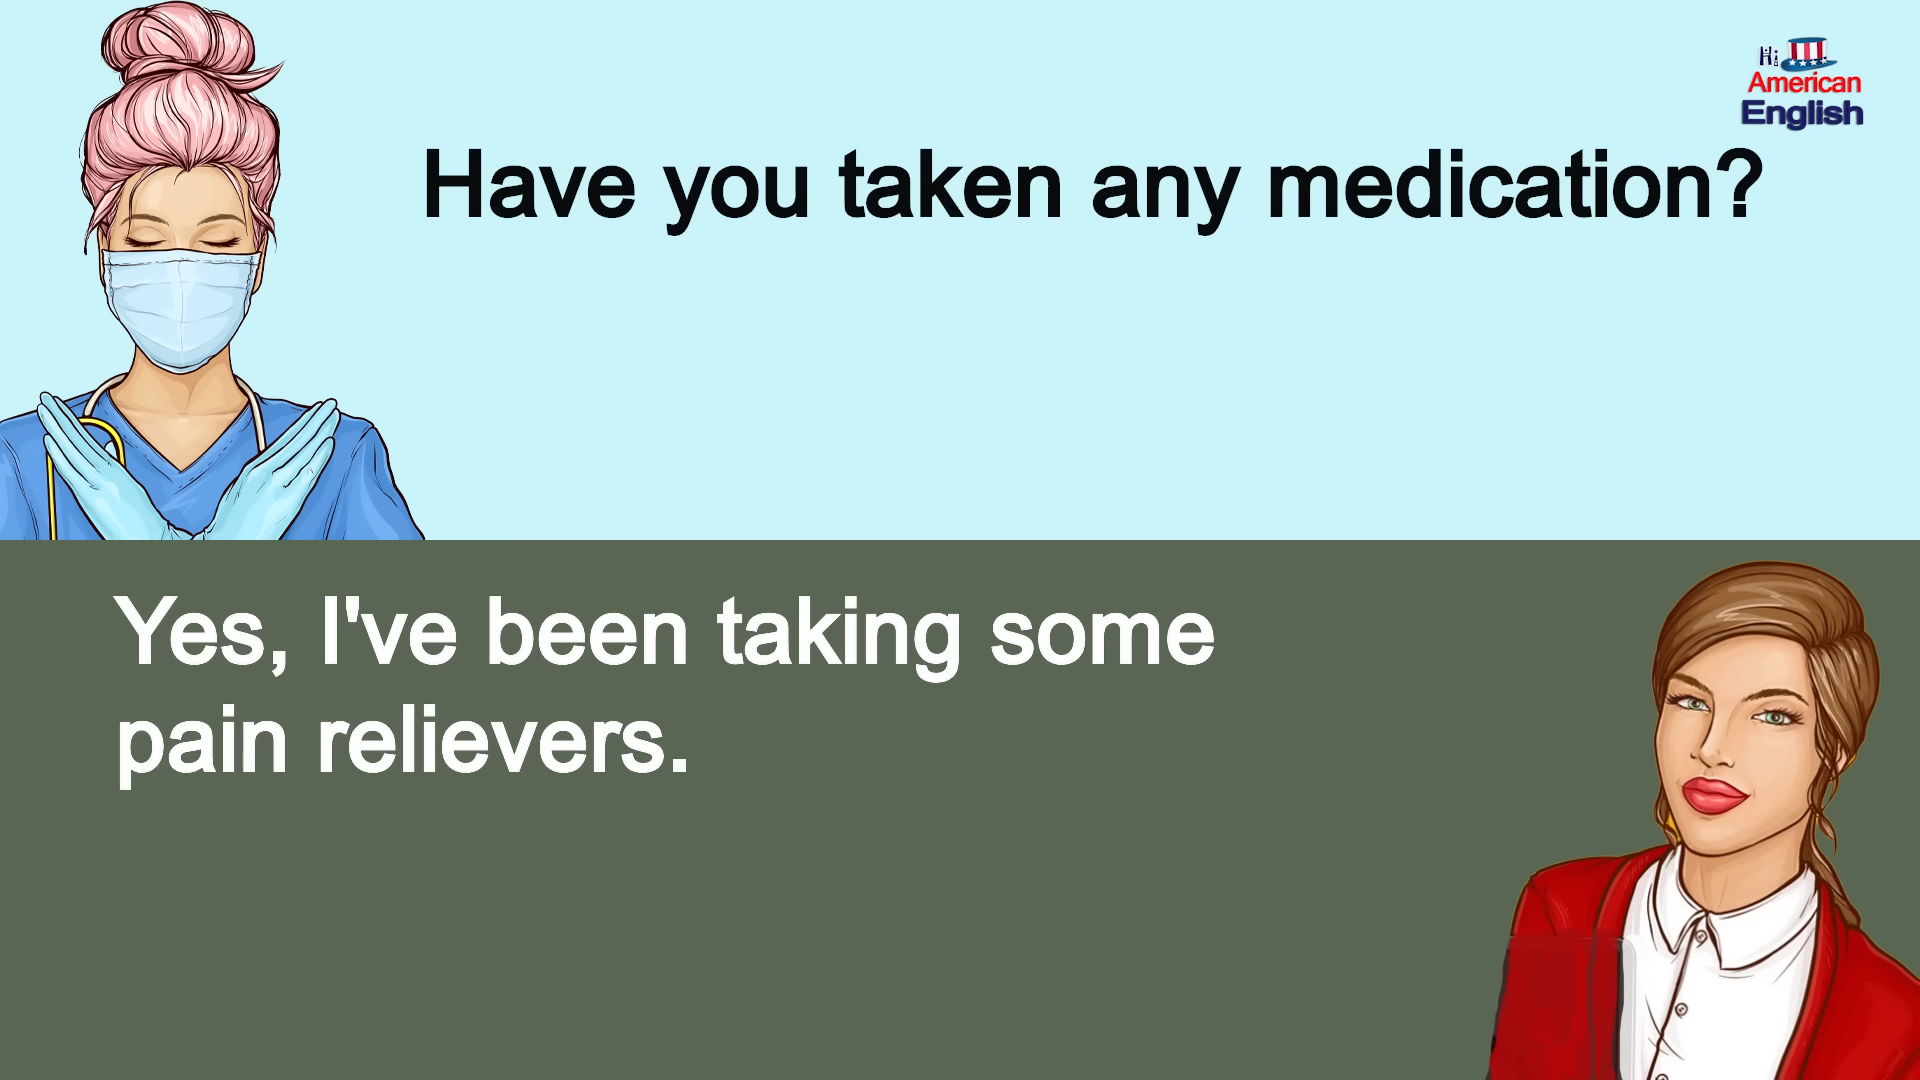 Hi
American
English
Have you taken any medication?
Yes, I've been taking some
pain relievers.